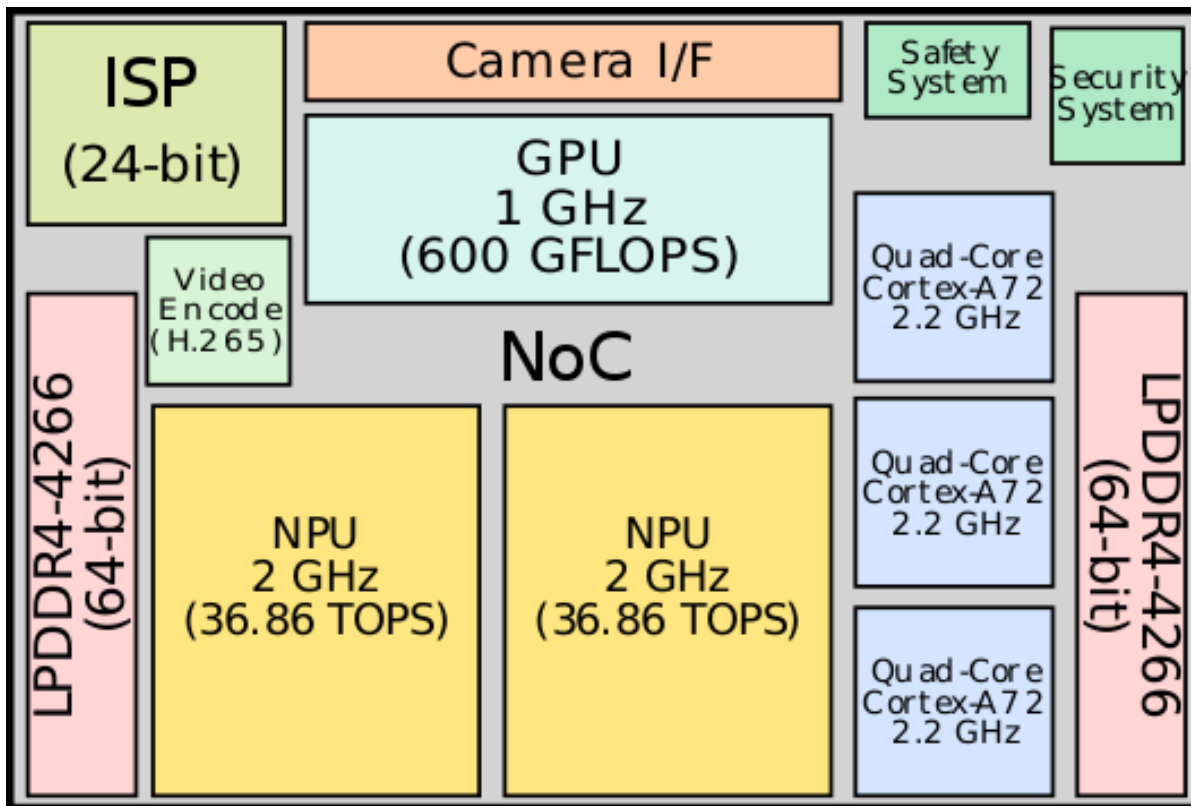 ISP
(24-bit)
Camera I/F
Safety
System
Security
System
GPU
1 GHz
(600 GFLOPS)
Video
Encode
(H.265)
NoC
Quad-Core
Cortex-A72
2.2 GHz
LPDDR4-4266
(64-bit)
NPU
2 GHz
(36.86 TOPS)
NPU
2 GHz
(36.86 TOPS)
Quad-Core
Cortex-A72
2.2 GHz
Quad-Core
Cortex-A72
2.2 GHz
LPDDR4-4266
(64-bit)